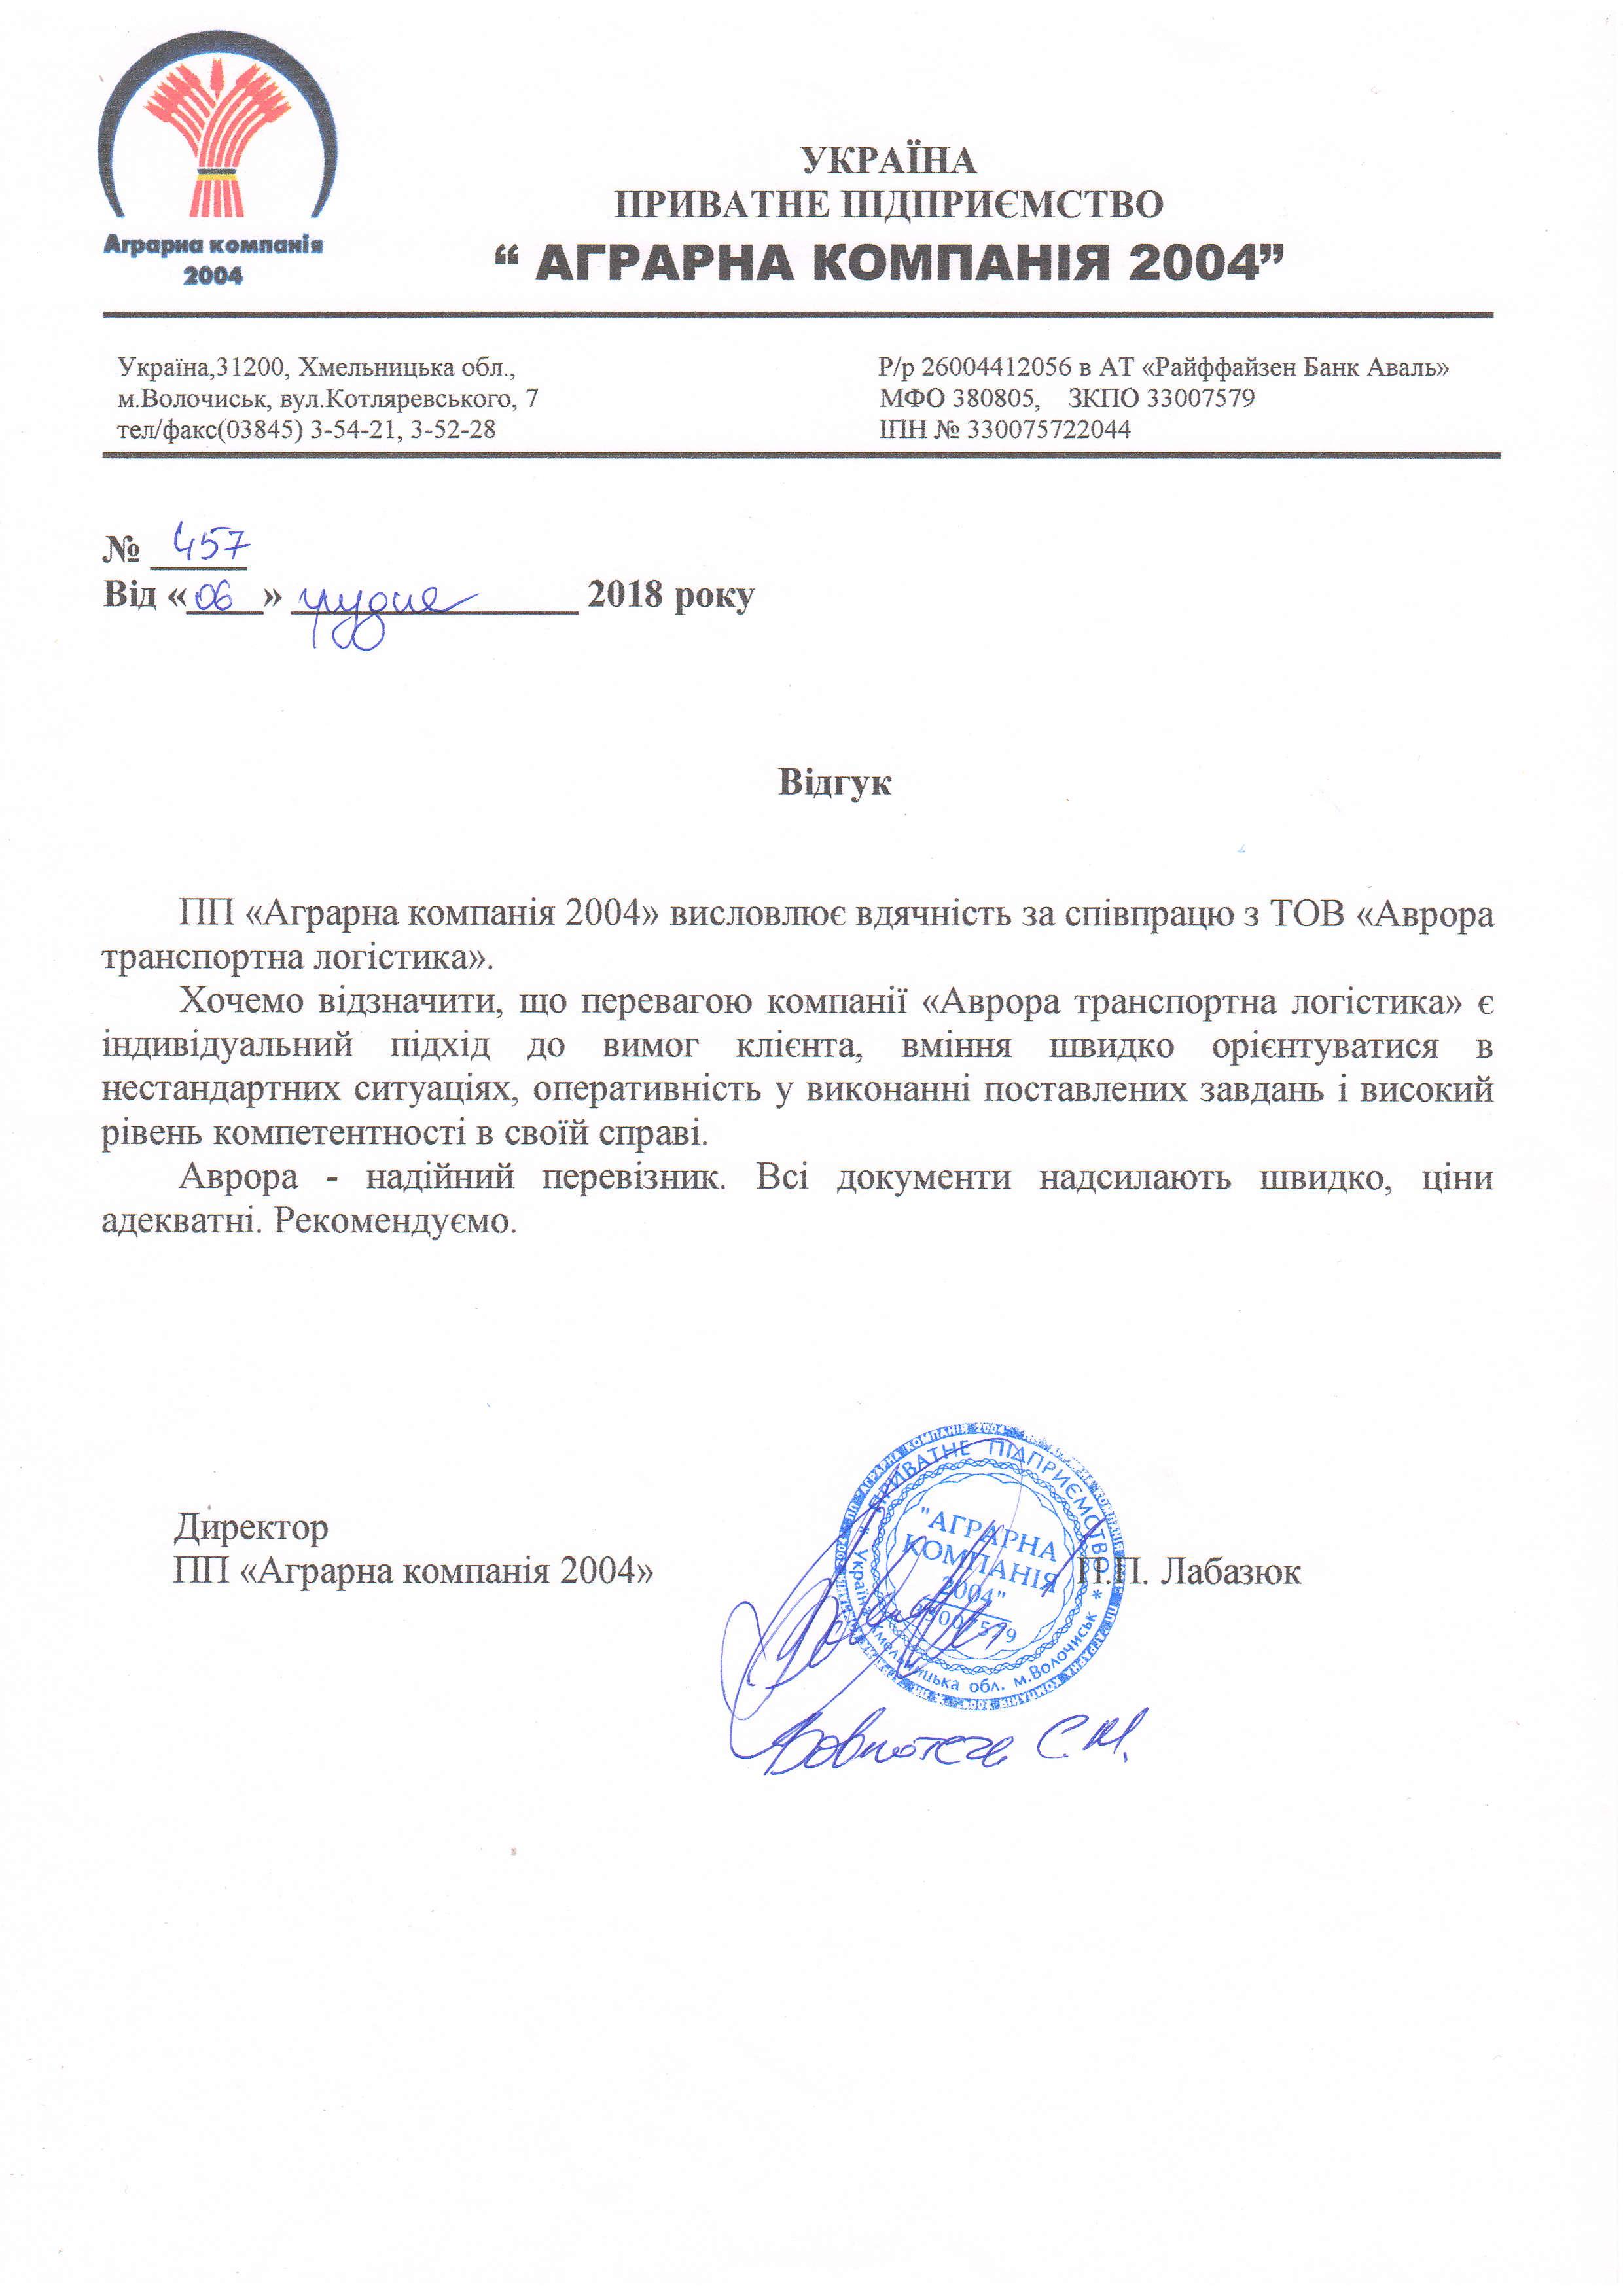 Аграрна компанія
2004
УКРАЇНА
ПРИВАТНЕ ПІДПРИЄМСТВО
“ АГРАРНА КОМПАНІЯ 2004”
Україна,31200, Хмельницька обл.,
м.Волочиськ, вул.Котляревського, 7
тел/факс(03845) 3-54-21, 3-52-28
Р/р 26004412056 в АТ «Райффайзен Банк Аваль»
МФО 380805, ЗКПО 33007579
ІПН № 330075722044
№ 457
Від «06» грудня 2018 року
Відгук
ПП «Аграрна компанія 2004» висловлює вдячність за співпрацю з ТОВ «Аврора
транспортна логістика».
Хочемо відзначити, що перевагою компанії «Аврора транспортна логістика» є
індивідуальний підхід до вимог клієнта, вміння швидко орієнтуватися в
нестандартних ситуаціях, оперативність у виконанні поставлених завдань і високий
рівень компетентності в своїй справі.
Аврора - надійний перевізник. Всі документи надсилають швидко, ціни
адекватні. Рекомендуємо.
Директор
ПП «Аграрна компанія 2004» П.П. Лабазюк
ПРИВАТНЕ ПІДПРИЄМСТВО
"АГРАРНА
КОМПАНІЯ
2004"
33007579
Україна Хмельницька обл. м.Волочиськ